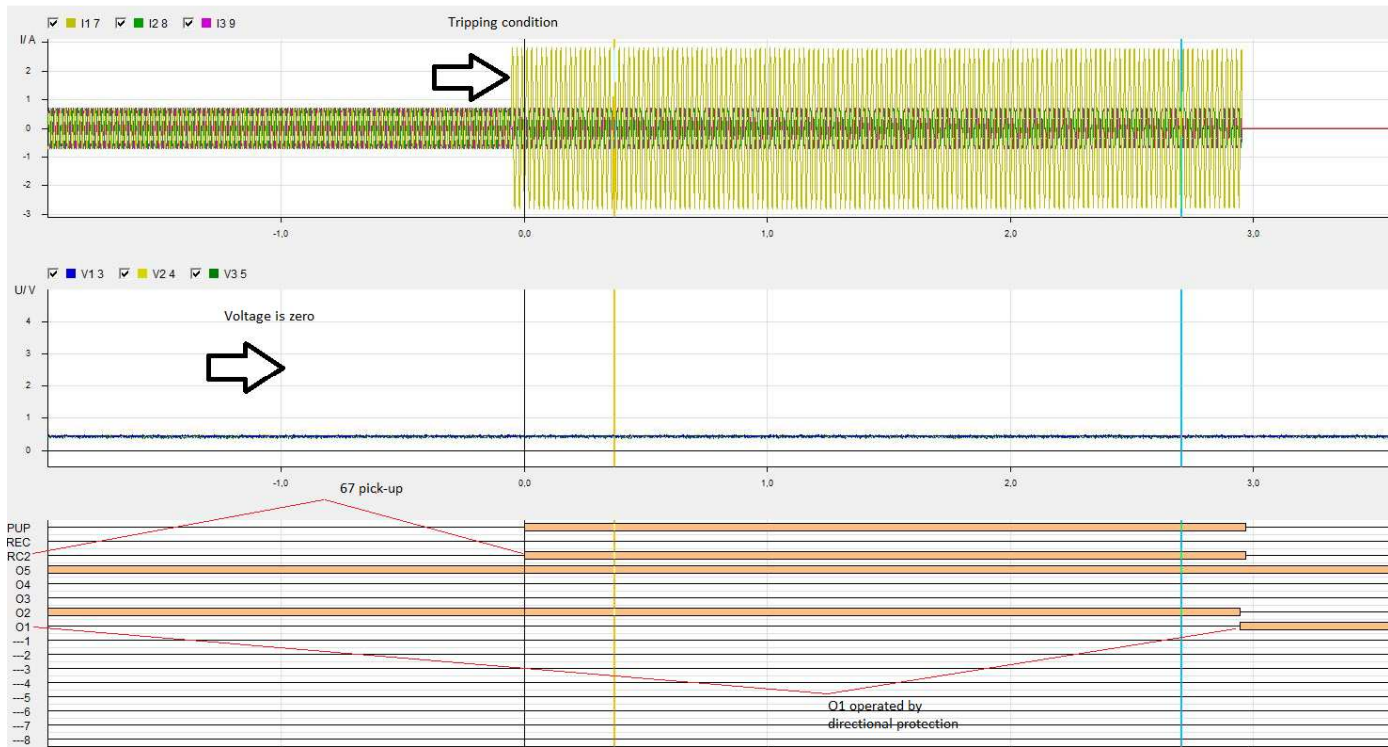 I1 7 I2 8 I3 9 Tripping condition
I/ A
2
1
0
-1
-2
-3
-1,0 0,0 1,0 2,0 3,0
V1 3 V2 4 V3 5
U/ V
Voltage is zero
4
3
2
1
0
-1,0 0,0 1,0 2,0 3,0
67 pick-up
PUP
REC
RC2
O5
O4
O3
O2
O1
---1
---2
---3
---4
---5
---6
---7
---8
O1 operated by
directional protection